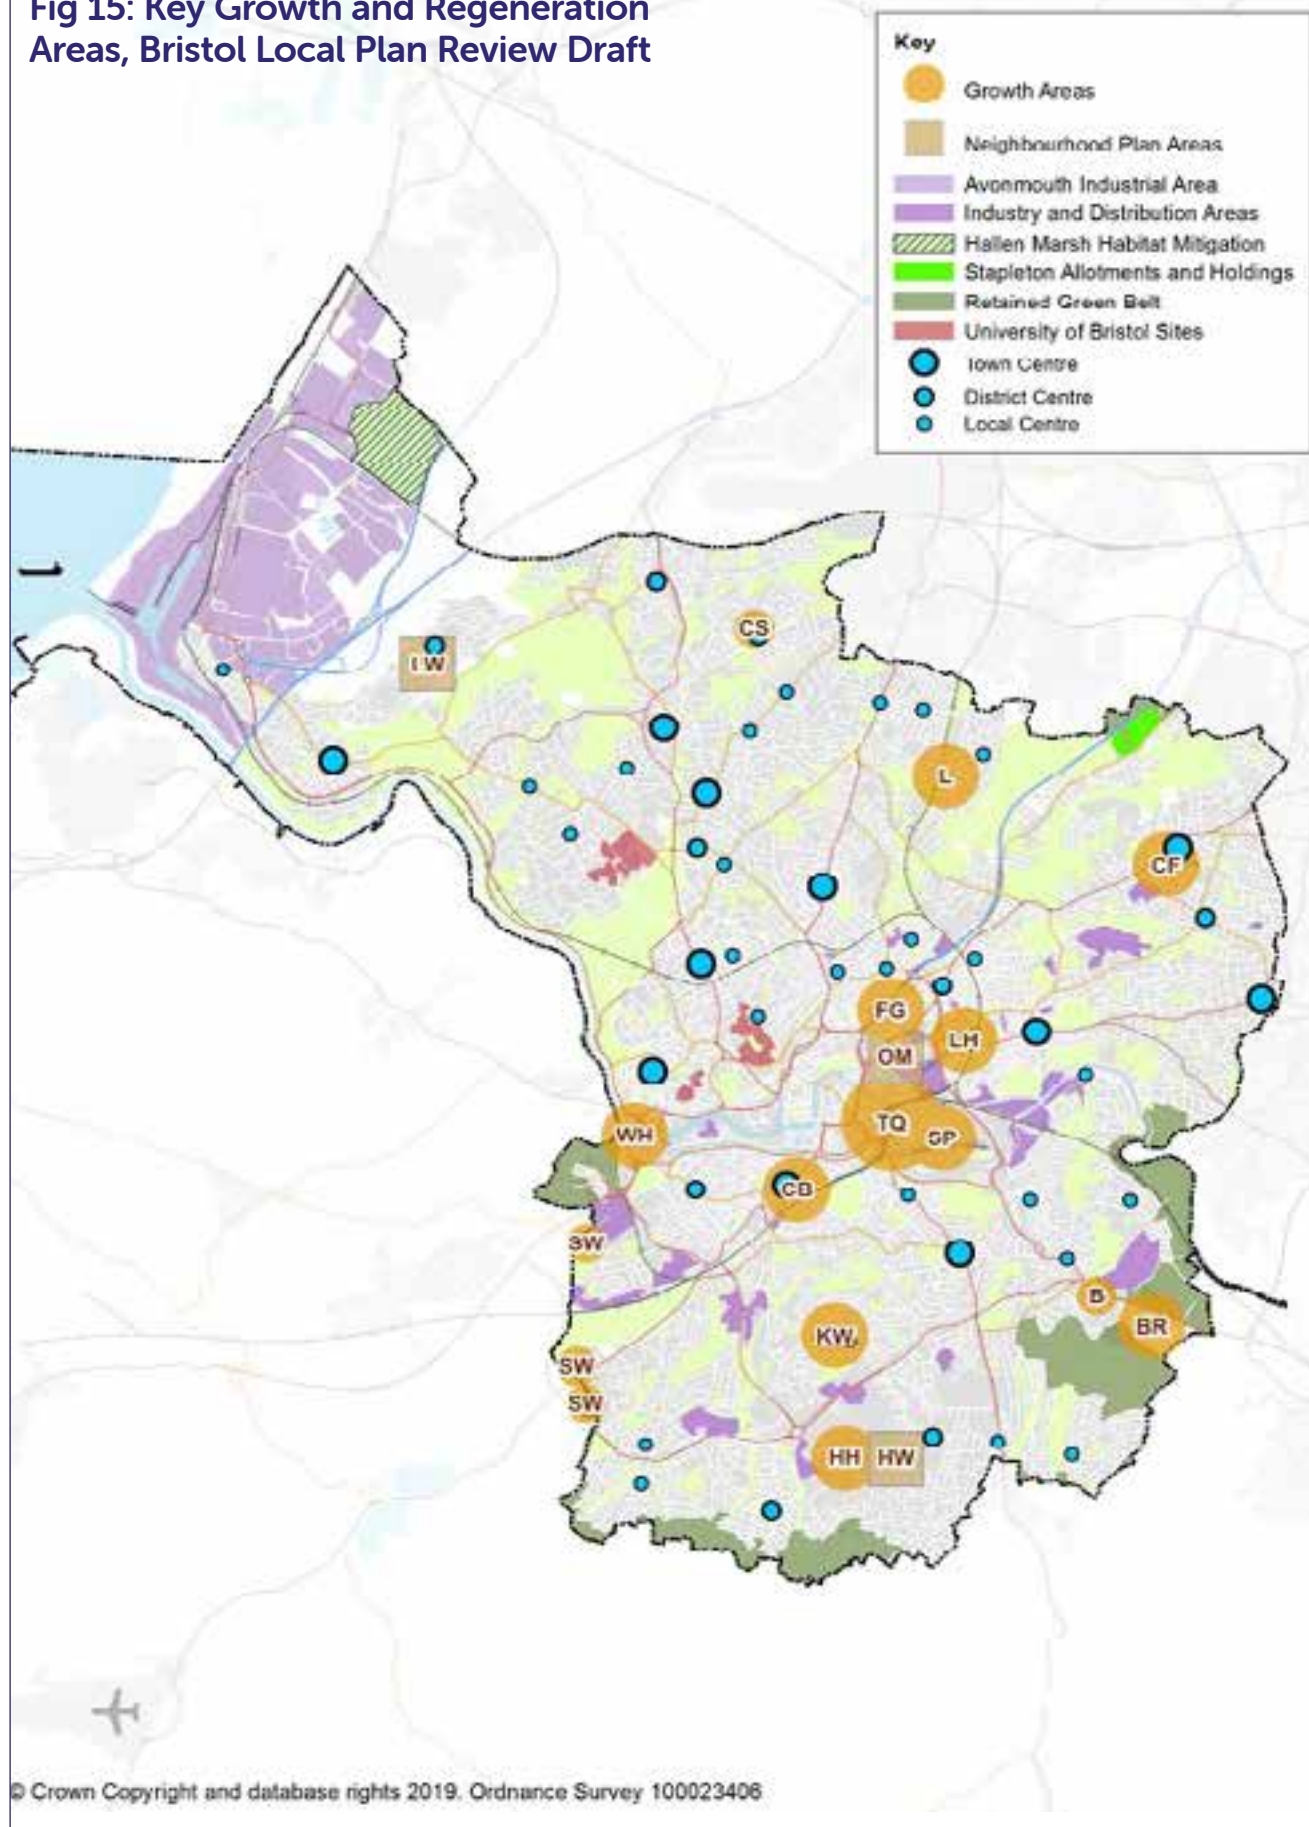 Fig 15: Key Growth and Regeneration
Areas, Bristol Local Plan Review Draft
Key
Growth Areas
Neighbourhood Plan Areas
Avonmouth Industrial Area
Industry and Distribution Areas
Hallen Marsh Habitat Mitigation
Stapleton Allotments and Holdings
Retained Green Belt
University of Bristol Sites
Town Centre
District Centre
Local Centre
CS
L
CF
FG
LH
OM
TQ
WH
CB
SW
B
BR
KW
SW
SW
HH
HW
© Crown Copyright and database rights 2019. Ordnance Survey 100023406